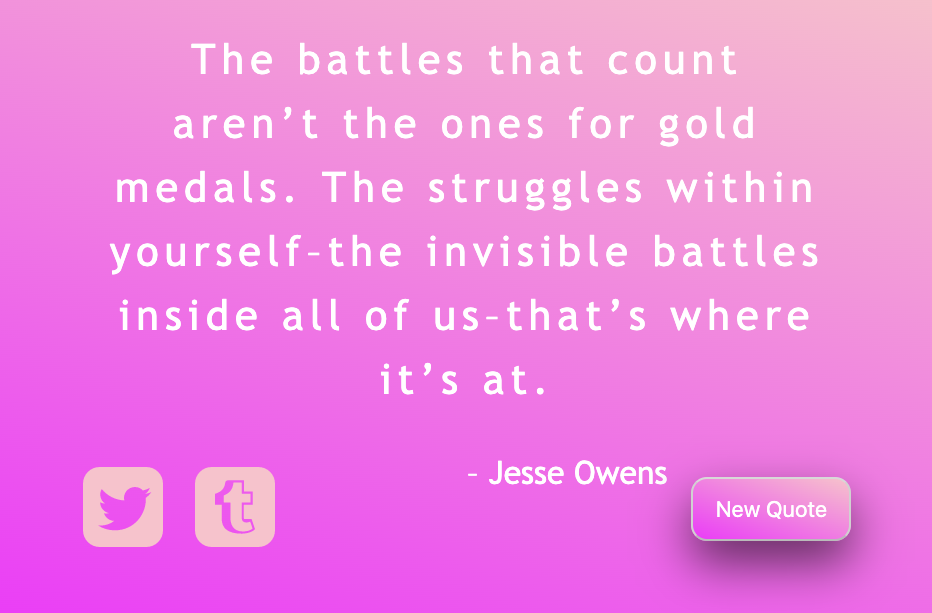 The battles that count
aren’t the ones for gold
medals. The struggles within
yourself–the invisible battles
inside all of us–that’s where
it’s at.
- Jesse Owens
New Quote